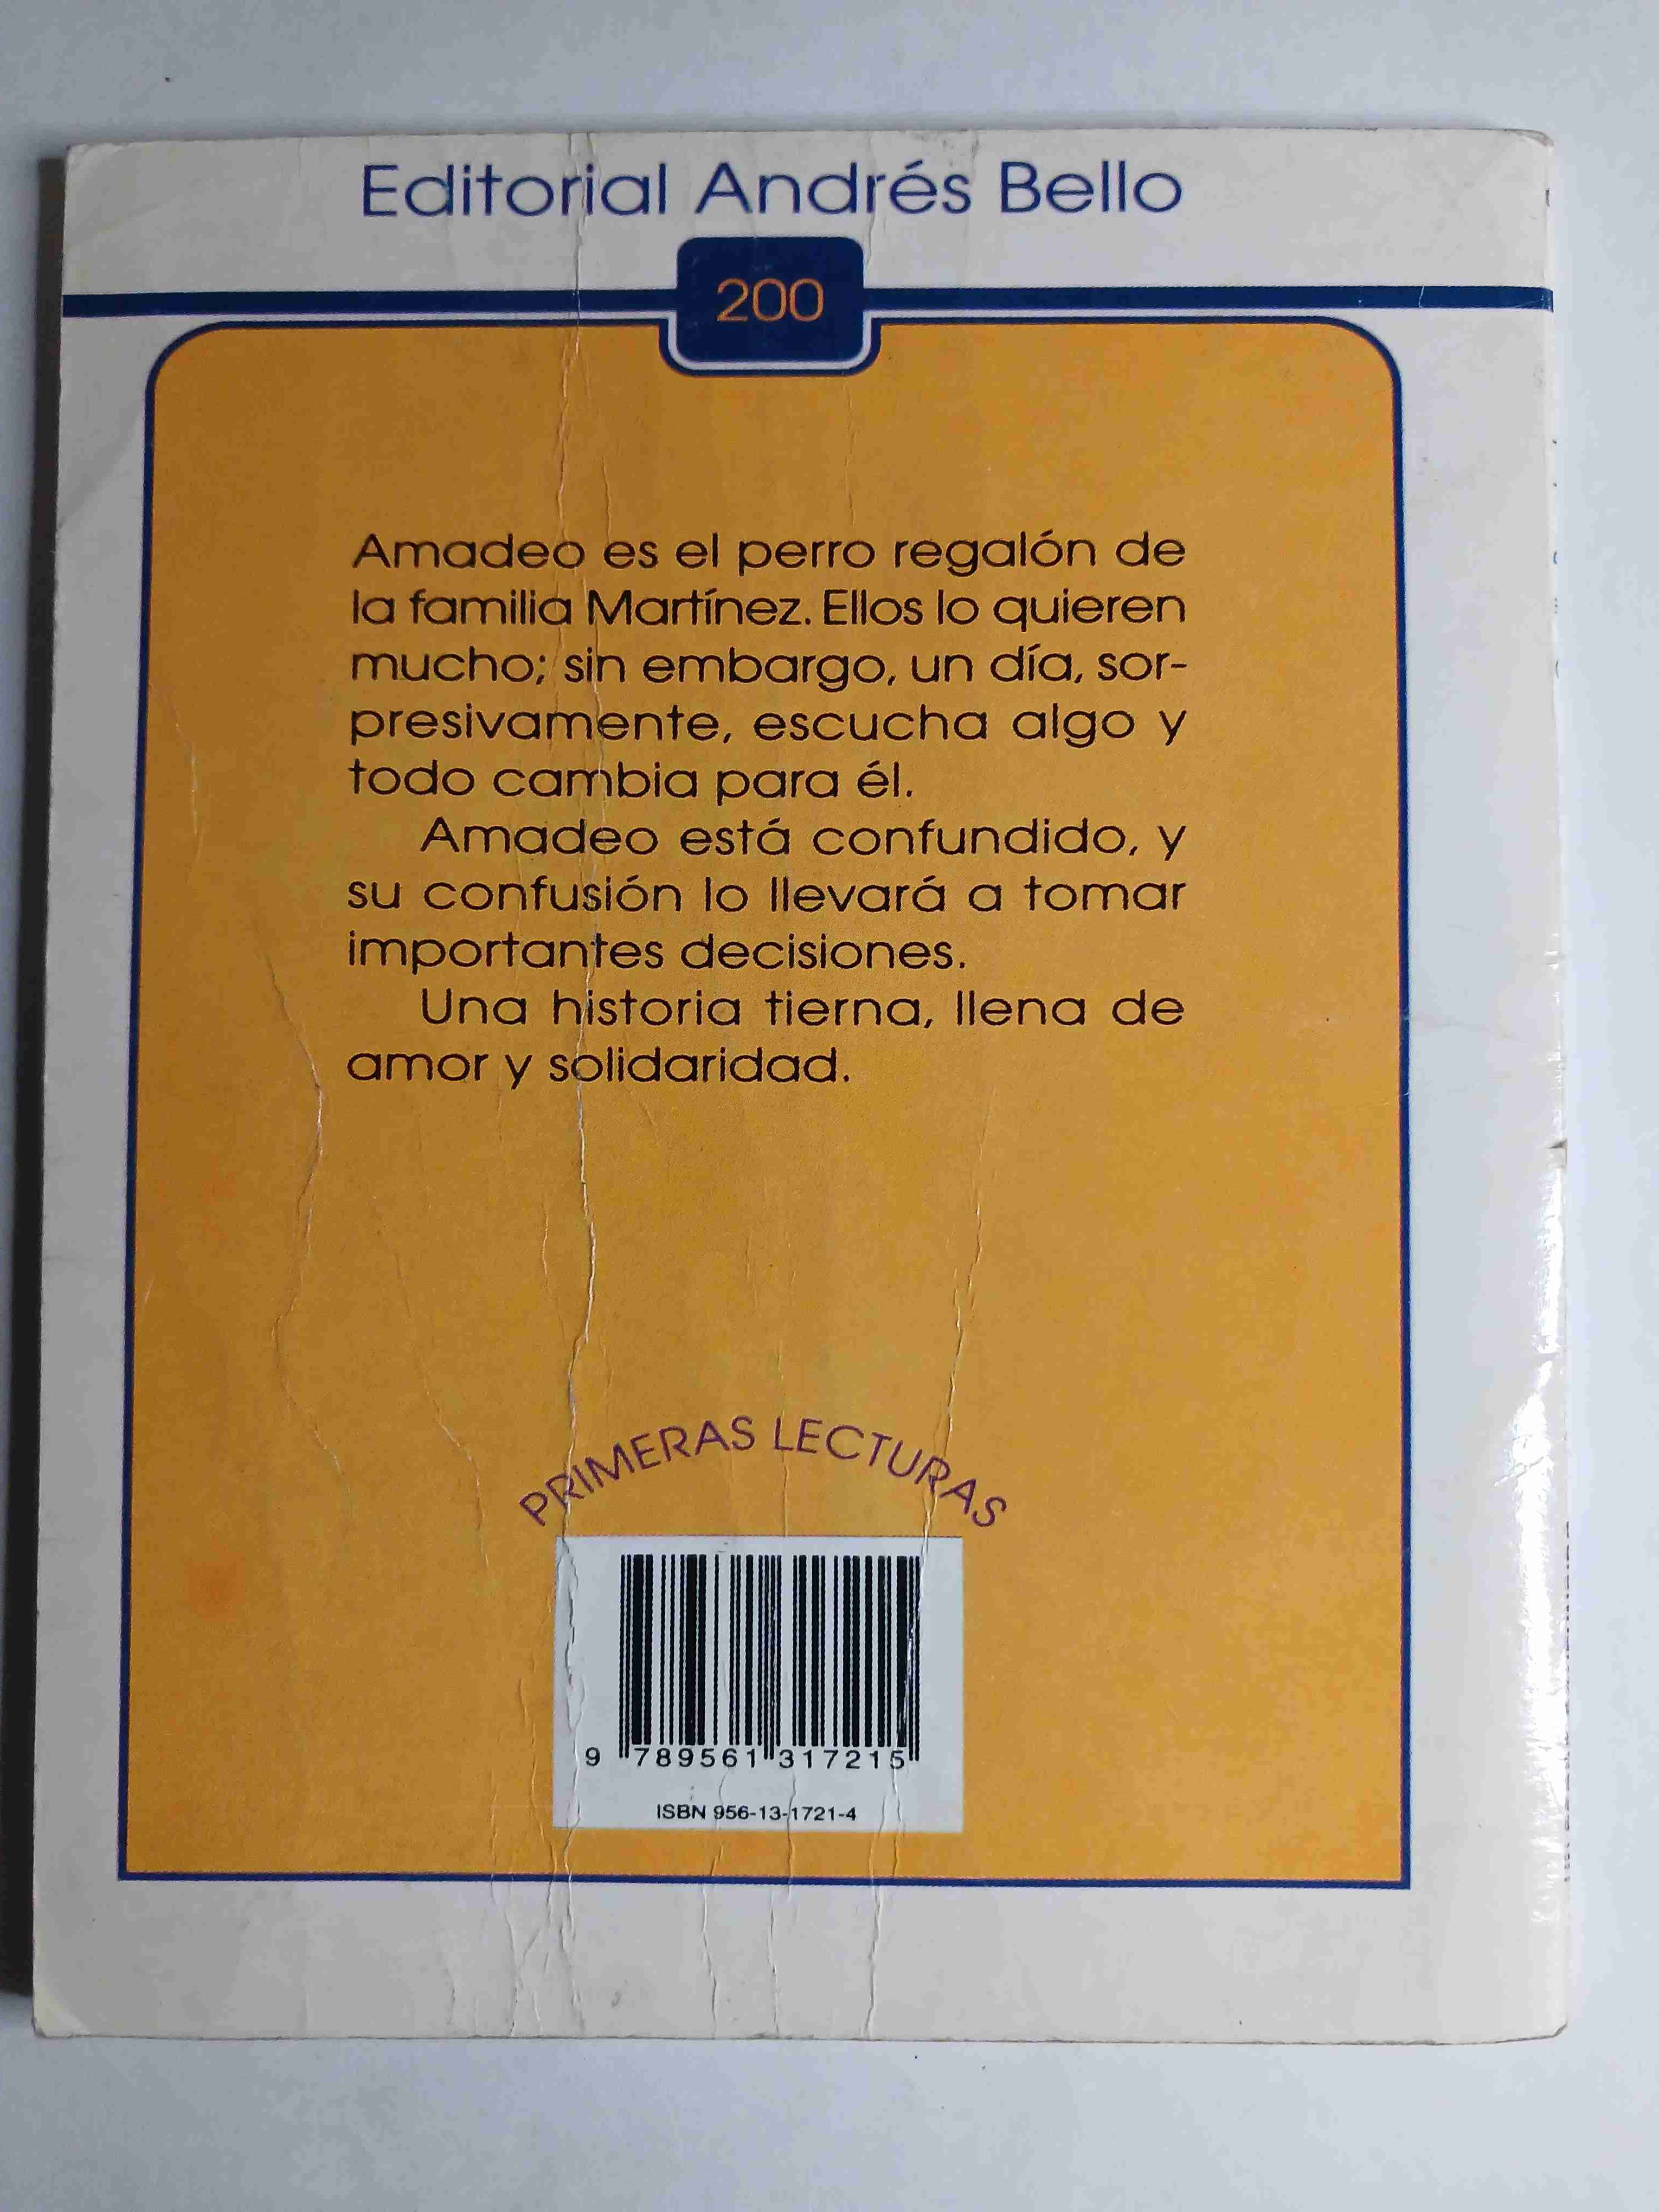 Editorial Andrés Bello
200
Amadeo es el perro regalón de
la familia Martínez. Ellos lo quieren
mucho; sin embargo, un día, sor-
presivamente, escucha algo y
todo cambia para él.
Amadeo está confundido, y
su confusión lo llevará a tomar
importantes decisiones.
Una historia tierna, llena de
amor y solidaridad.
PRIMERAS LECTURAS
9 789561 317215
ISBN 956-13-1721-4